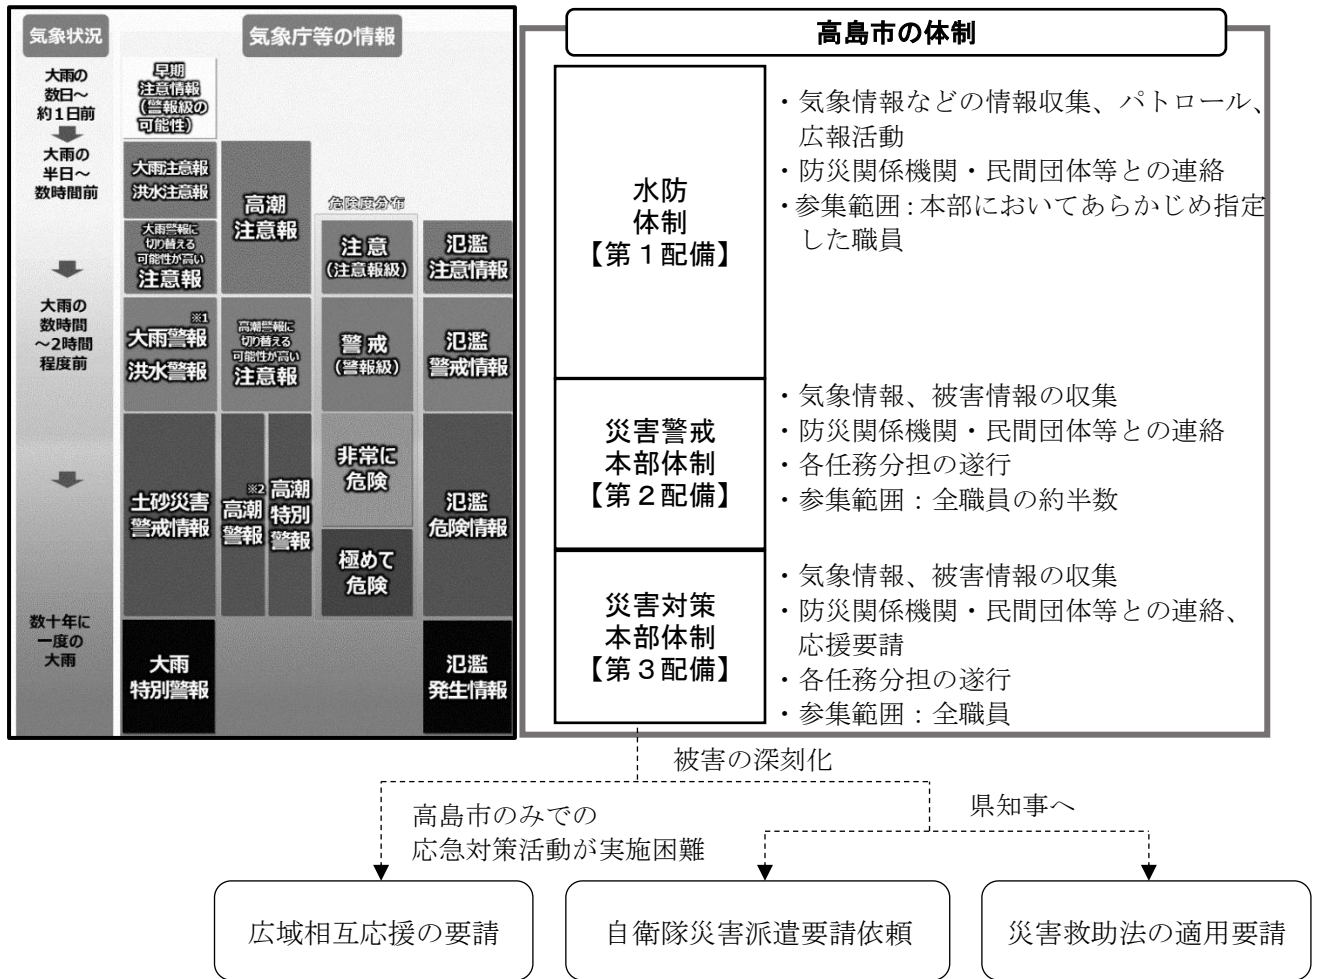 気象状況
気象庁等の情報
大雨の
数日～
約1日前
大雨の
半日～
数時間前
大雨の
数時間
～2時間
程度前
数十年に
一度の
大雨
早期
注意情報
(警報級の
可能性)
大雨注意報
洪水注意報
高潮
注意報
危険度分布
大雨警報に
切り替える
可能性が高い
注意報
注意
(注意報級)
氾濫
注意情報
※1
大雨警報
洪水警報
高潮警報に
切り替える
可能性が高い
注意報
警戒
(警報級)
氾濫
警戒情報
土砂災害
警戒情報
※2
高潮
警報
高潮
特別
警報
非常に
危険
極めて
危険
氾濫
危険情報
大雨
特別警報
氾濫
発生情報
高島市の体制
水防
体制
【第1配備】
・気象情報などの情報収集、パトロール、
広報活動
・防災関係機関・民間団体等との連絡
・参集範囲：本部においてあらかじめ指定
した職員
災害警戒
本部体制
【第2配備】
・気象情報、被害情報の収集
・防災関係機関・民間団体等との連絡
・各任務分担の遂行
・参集範囲：全職員の約半数
災害対策
本部体制
【第3配備】
・気象情報、被害情報の収集
・防災関係機関・民間団体等との連絡、
応援要請
・各任務分担の遂行
・参集範囲：全職員
被害の深刻化
高島市のみでの
応急対策活動が実施困難
県知事へ
広域相互応援の要請
自衛隊災害派遣要請依頼
災害救助法の適用要請